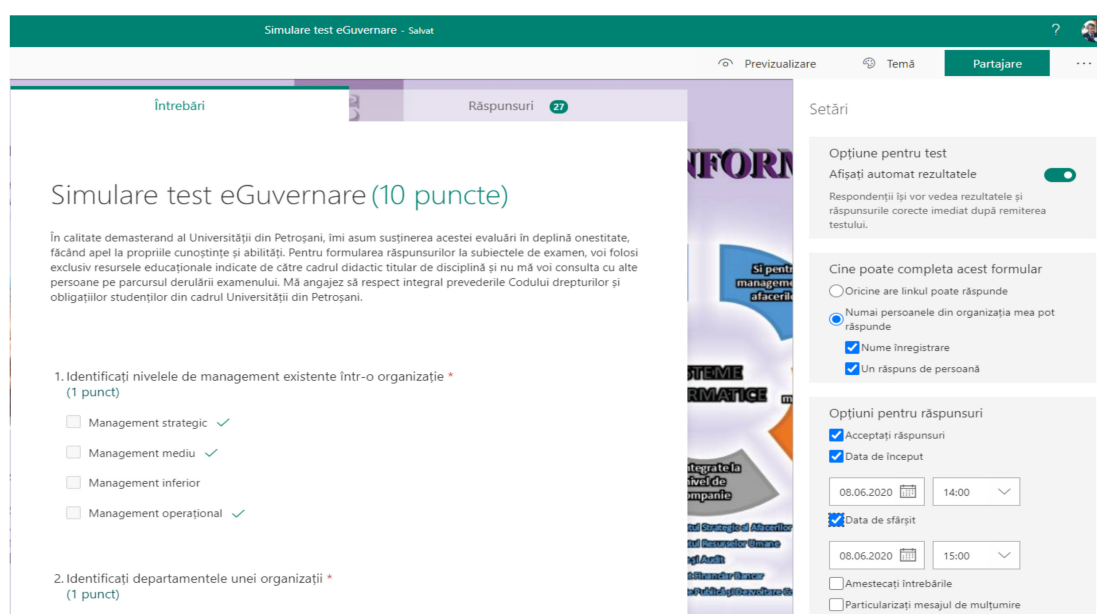 Simulare test eGuvernare - Salvat
?
Previzualizare
Temă
Partajare
...
Întrebări
Răspunsuri 27
Simulare test eGuvernare (10 puncte)
În calitate demasterand al Universității din Petroșani, îmi asum susținerea acestei evaluări în deplină onestitate,
făcând apel la propriile cunoștințe și abilități. Pentru formularea răspunsurilor la subiectele de examen, voi folosi
exclusiv resursele educaționale indicate de către cadrul didactic titular de disciplină și nu mă voi consulta cu alte
persoane pe parcursul derulării examenului. Mă angajez să respect integral prevederile Codului drepturilor și
obligațiilor studenților din cadrul Universității din Petroșani.
1. Identificați nivelele de management existente într-o organizație *
(1 punct)
Management strategic
Management mediu
Management inferior
Management operațional
2. Identificați departamentele unei organizații *
(1 punct)
Setări
Opțiune pentru test
Afișați automat rezultatele
Respondenții își vor vedea rezultatele și
răspunsurile corecte imediat după remiterea
testului.
Cine poate completa acest formular
Oricine are linkul poate răspunde
Numai persoanele din organizația mea pot
răspunde
Nume înregistrare
Un răspuns de persoană
Opțiuni pentru răspunsuri
Acceptați răspunsuri
Data de început
08.06.2020 14:00
Data de sfârșit
08.06.2020 15:00
Amestecați întrebările
Particularizați mesajul de mulțumire